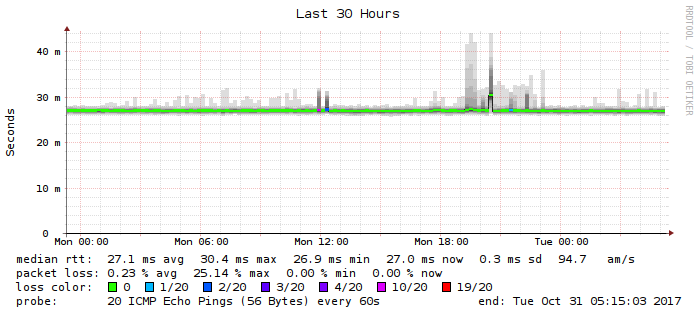 Last 30 Hours
RRDTOOL / TOBI OETIKER
Seconds
40 m
30 m
20 m
10 m
0
Mon 00:00 Mon 06:00 Mon 12:00 Mon 18:00 Tue 00:00
median rtt: 27.1 ms avg 30.4 ms max 26.9 ms min 27.0 ms now 0.3 ms sd 94.7 am/s
packet loss: 0.23 % avg 25.14 % max 0.00 % min 0.00 % now
loss color: 0 1/20 2/20 3/20 4/20 10/20 19/20
probe: 20 ICMP Echo Pings (56 Bytes) every 60s end: Tue Oct 31 05:15:03 2017